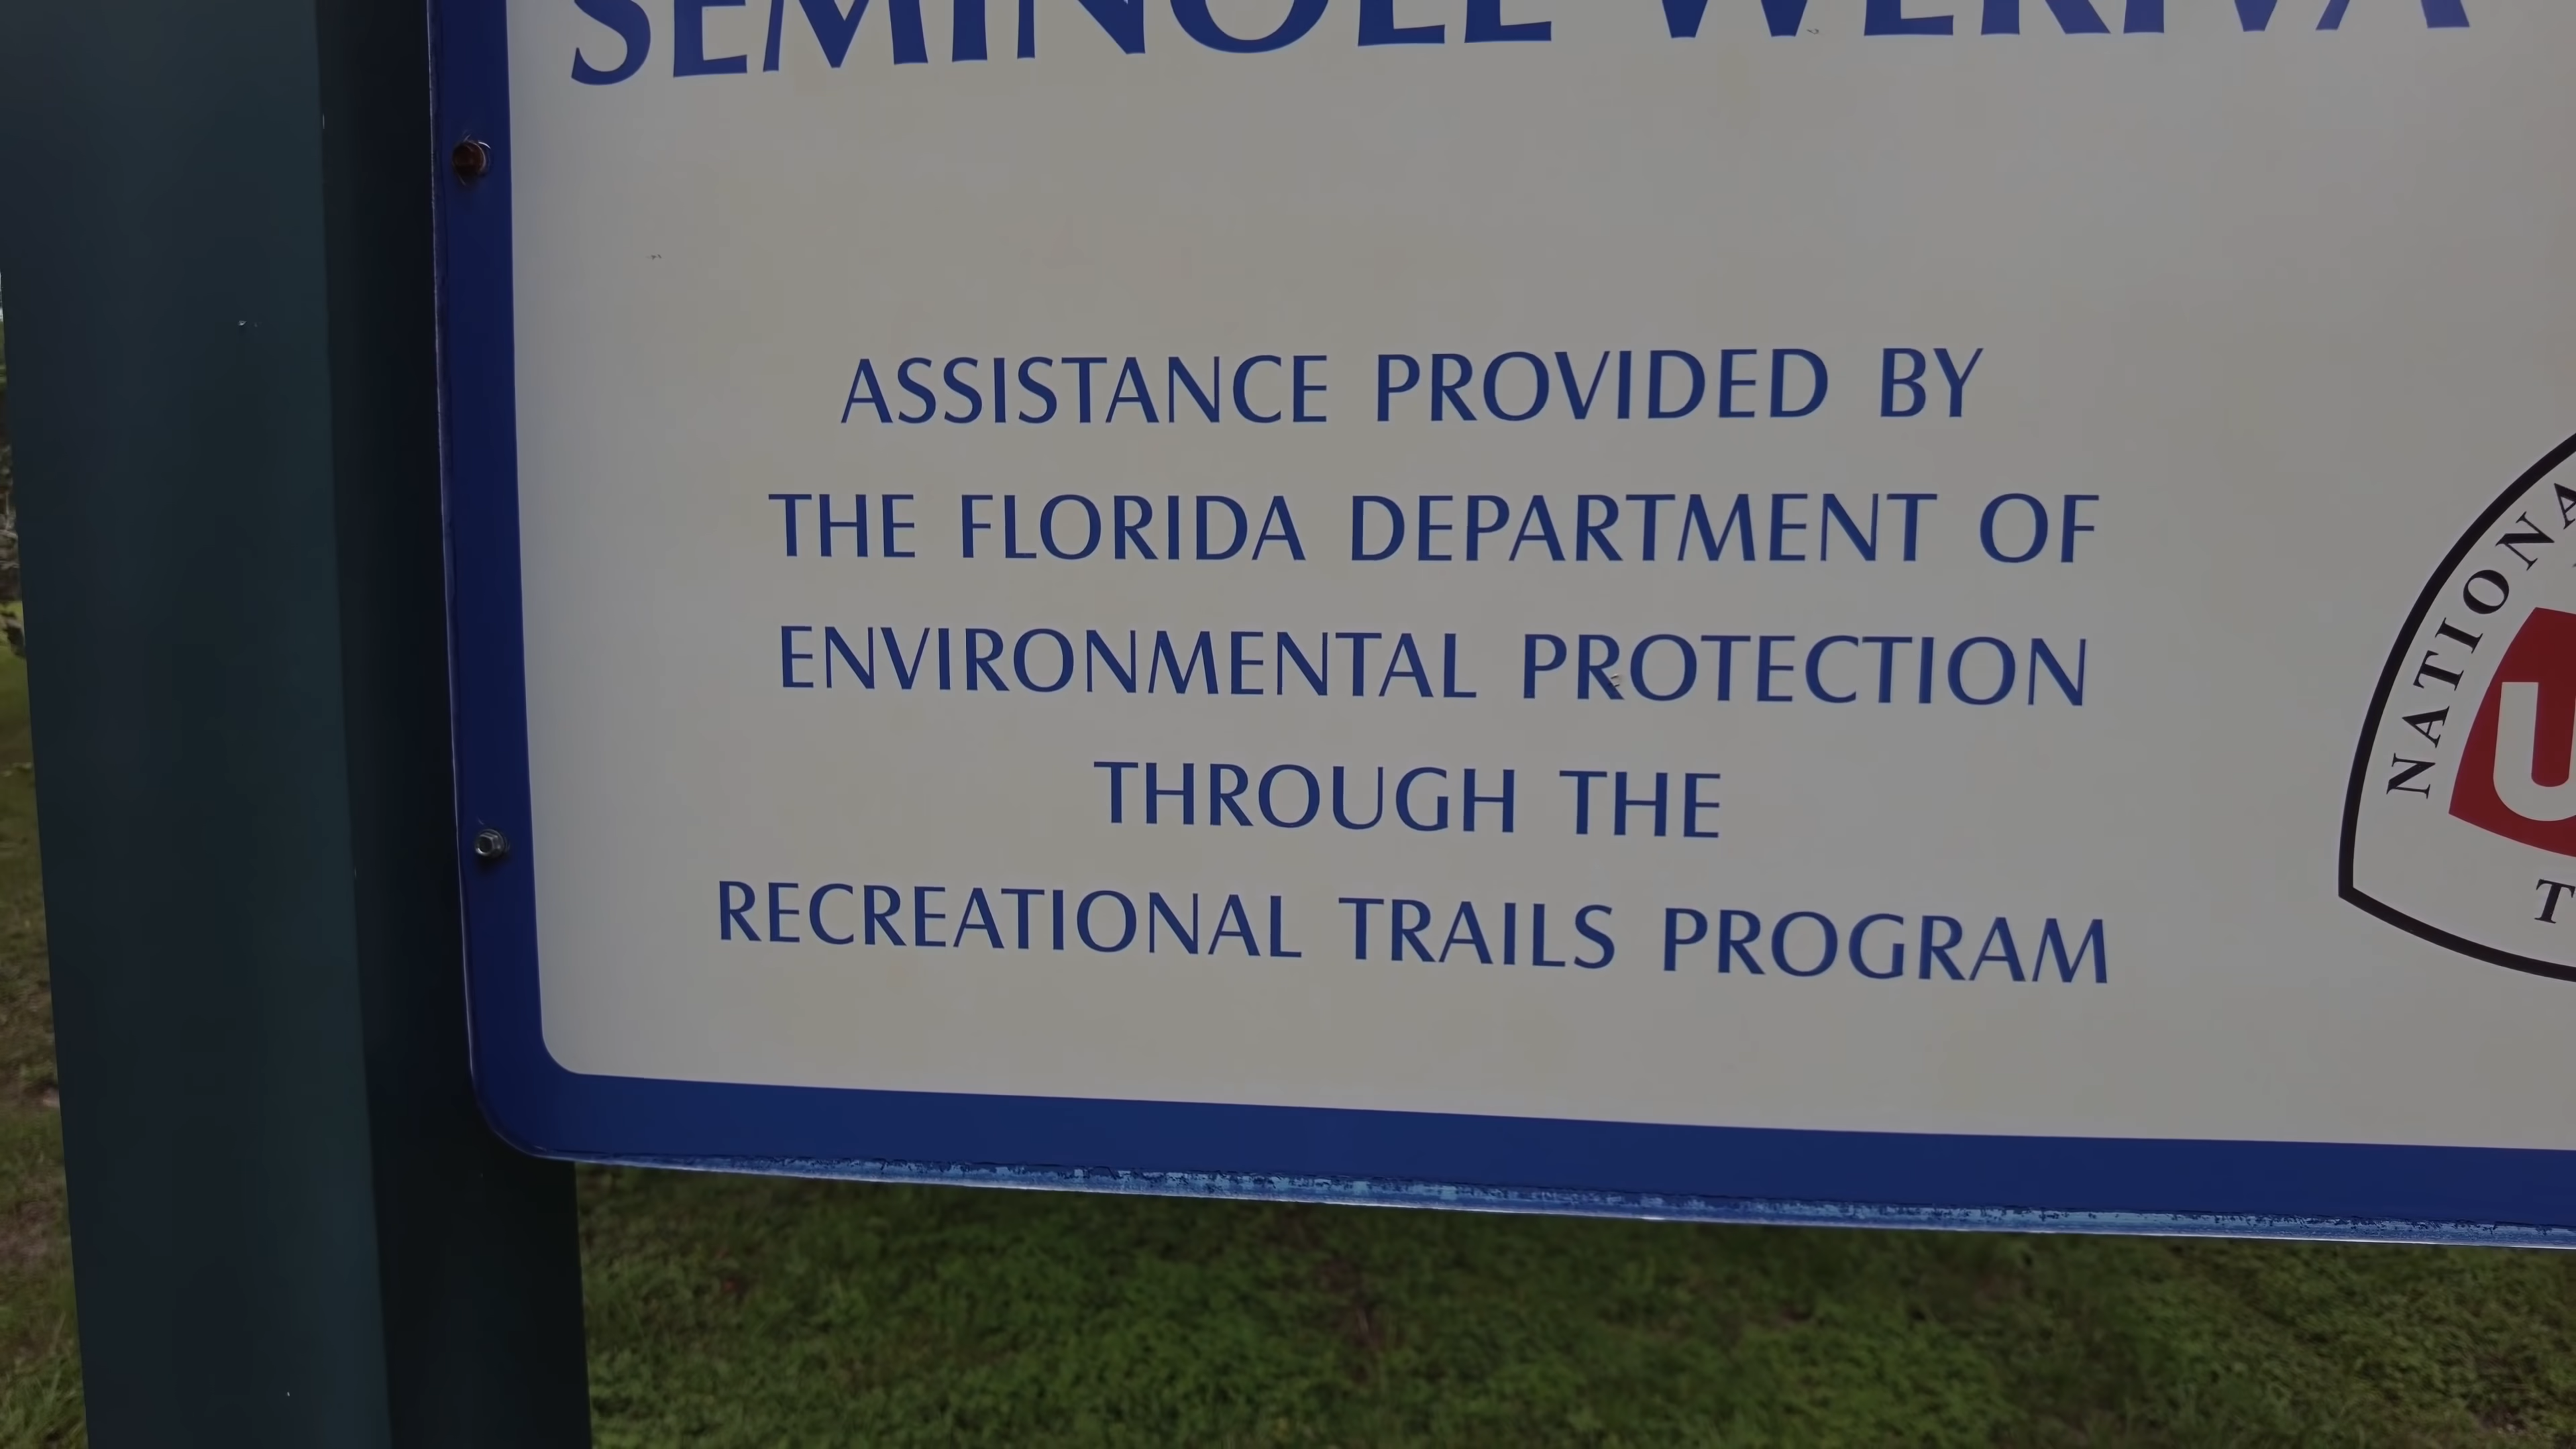 SEMINOLE WEKIVA
ASSISTANCE PROVIDED BY
THE FLORIDA DEPARTMENT OF
ENVIRONMENTAL PROTECTION
THROUGH THE
RECREATIONAL TRAILS PROGRAM
NATIONA
U
T